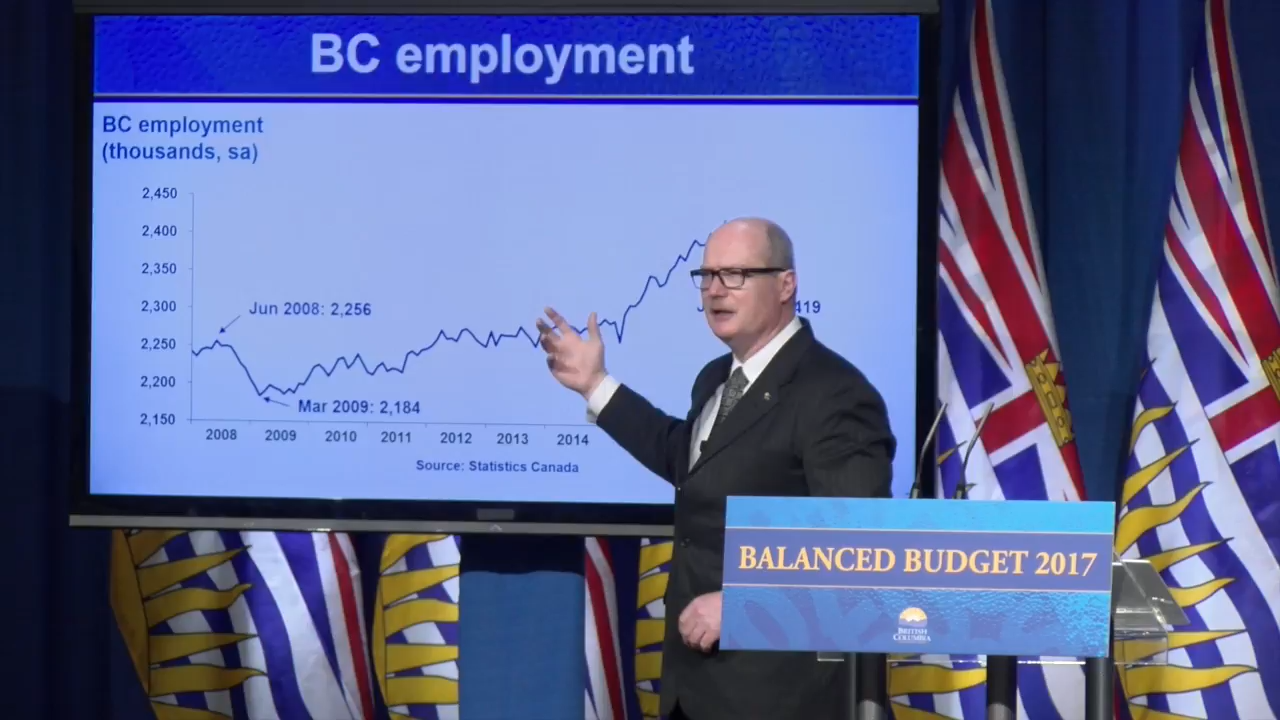 BC employment
BC employment
(thousands, sa)
2,450
2,400
2,350
2,300
2,250
2,200
2,150
Jun 2008: 2,256
419
Mar 2009: 2,184
2008 2009 2010 2011 2012 2013 2014
Source: Statistics Canada
BALANCED BUDGET 2017
BRITISH
COLUMBIA